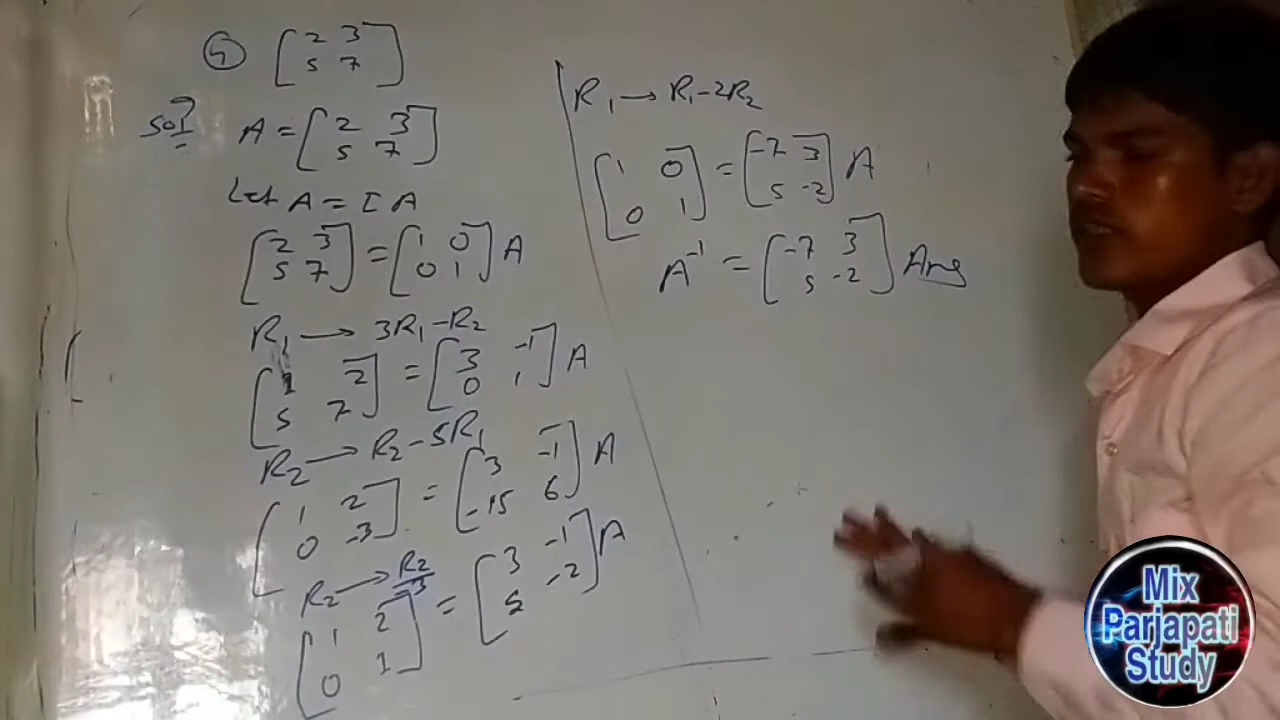 ④ [2 3
5 7]
Sol? A = [2 3
5 7]
Let A = I A
[2 3
5 7] = [1 0
0 1] A
R1 → 3R1 - R2
[1 2
5 7] = [3 -1
0 1] A
R2 → R2 - 5R1
[1 2
0 -3] = [3 -1
-15 6] A
R2 → R2/-3
[1 2
0 1] = [3 -1
5 -2] A
R1 → R1 - 2R2
[1 0
0 1] = [-7 3
5 -2] A
A⁻¹ = [-7 3
5 -2] Ans
Mix
Parjapati
Study